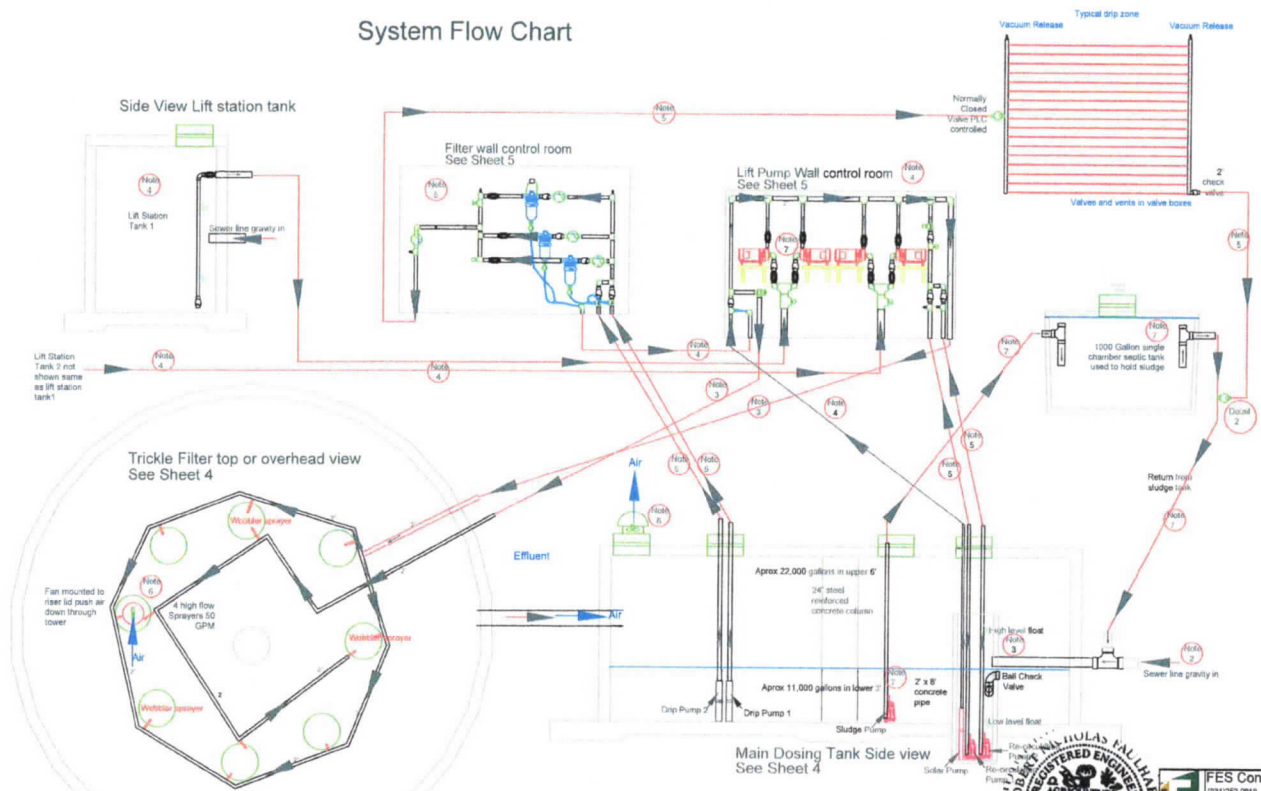 System Flow Chart
Typical drip zone
Vacuum Release
Vacuum Release
Normally
Closed
Valve PLC
controlled
2'
check
valve
Valves and vents in valve boxes
Note
5
Note
5
Side View Lift station tank
Note
4
Lift Station
Tank 1
Sewer line gravity in
Filter wall control room
See Sheet 5
Note
Lift Pump Wall control room
See Sheet 5
Note
4
Note
7
Note
7
1000 Gallon single
chamber septic tank
used to hold sludge
Note
7
Detail
2
Lift Station
Tank 2 not
shown same
as lift station
tank1
Note
4
Note
4
Note
4
Note
3
Note
3
Note
4
Note
5
Note
5
Note
Note
6
Return from
sludge tank
Note
Trickle Filter top or overhead view
See Sheet 4
Fan mounted to
riser lid push air
down through
tower
Note
6
Air
4 high flow
Sprayers 50
GPM
2'
Effluent
Air
Air
Note
6
Aprox 22,000 gallons in upper 6'
24" steel
reinforced
concrete column
Aprox 11,000 gallons in lower 3'
Note
7
2' x 8'
concrete
pipe
High level float
Note
3
Ball Check
Valve
Note
2
Sewer line gravity in
Low level float
Drip Pump 2
Drip Pump 1
Sludge Pump
Solar Pump
Main Dosing Tank Side view
See Sheet 4
NICHOLAS
REGISTERED ENGINEER
FES Con